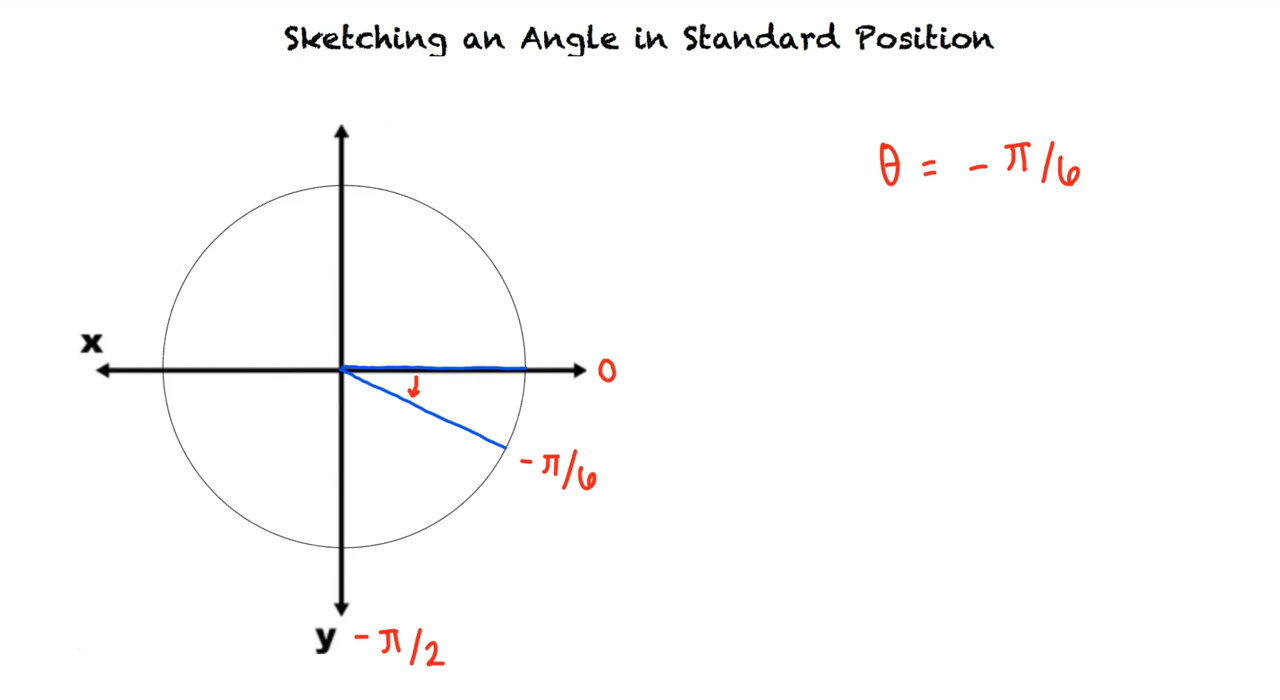 Sketching an Angle in Standard Position
θ = - π/6
x
0
- π/6
y - π/2